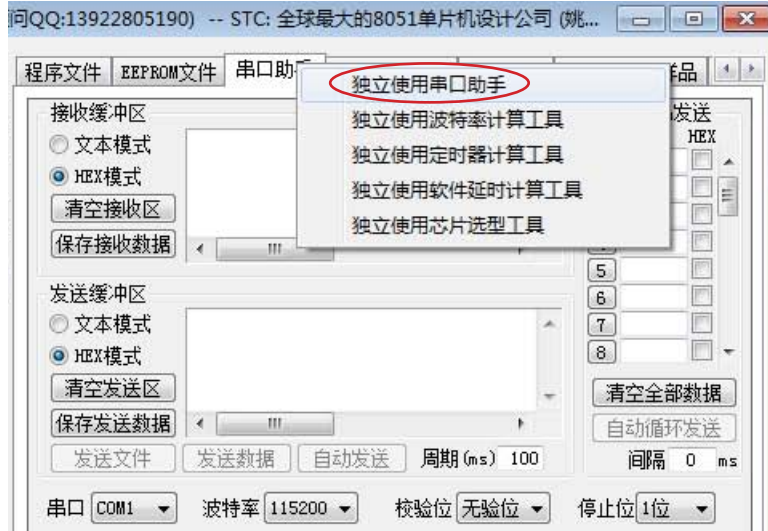 问QQ:13922805190) -- STC: 全球最大的8051单片机设计公司 (姚...
程序文件 EEPROM文件 串口助 样品
独立使用串口助手
独立使用波特率计算工具
独立使用定时器计算工具
独立使用软件延时计算工具
独立使用芯片选型工具
接收缓冲区
文本模式
HEX模式
清空接收区
保存接收数据
发送
HEX
5
6
7
8
发送缓冲区
文本模式
HEX模式
清空发送区
保存发送数据
清空全部数据
自动循环发送
发送文件 发送数据 自动发送 周期(ms) 100
间隔 0 ms
串口 COM1 波特率 115200 校验位 无验位 停止位 1位